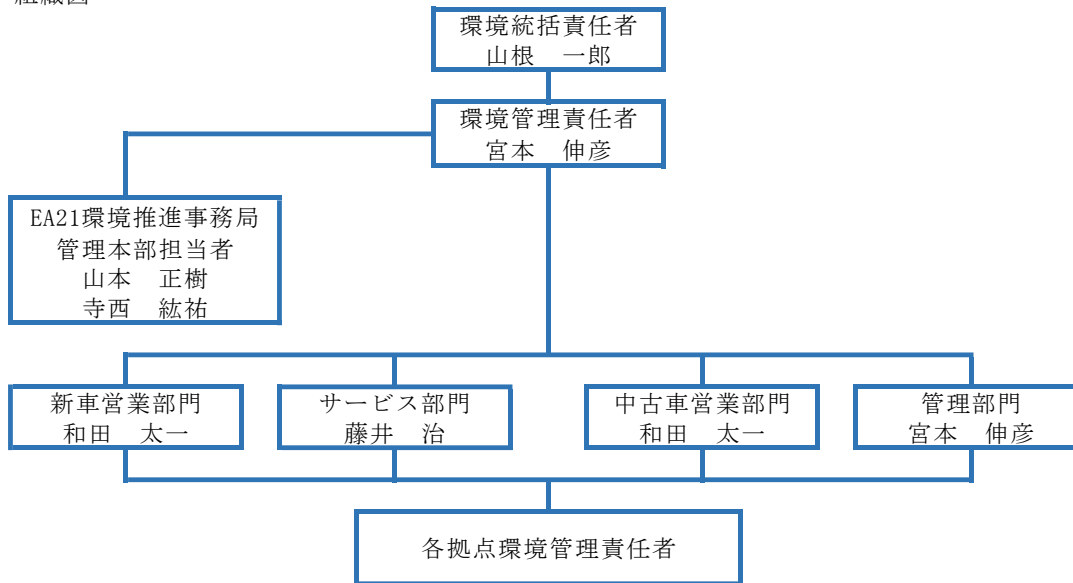 組織図
環境統括責任者
山根　一郎
環境管理責任者
宮本　伸彦
EA21環境推進事務局
管理本部担当者
山本　正樹
寺西　紘祐
新車営業部門
和田　太一
サービス部門
藤井　治
中古車営業部門
和田　太一
管理部門
宮本　伸彦
各拠点環境管理責任者